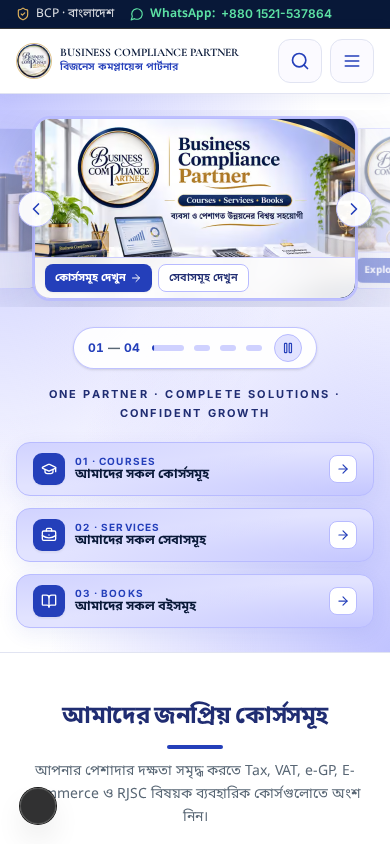 BCP · বাংলাদেশ WhatsApp: +880 1521-537864
BUSINESS COMPLIANCE PARTNER
বিজনেস কমপ্লায়েন্স পার্টনার
Business
Compliance
Partner
Courses • Services • Books
ব্যবসা ও পেশাগত উন্নয়নের বিশ্বস্ত সহযোগী
BUSINESS
COMPLIANCE
PARTNER
কোর্সসমূহ দেখুন → সেবাসমূহ দেখুন
Explo
01 — 04
ONE PARTNER · COMPLETE SOLUTIONS ·
CONFIDENT GROWTH
01 · COURSES
আমাদের সকল কোর্সসমূহ
02 · SERVICES
আমাদের সকল সেবাসমূহ
03 · BOOKS
আমাদের সকল বইসমূহ
আমাদের জনপ্রিয় কোর্সসমূহ
আপনার পেশাদার দক্ষতা সমৃদ্ধ করতে Tax, VAT, e-GP, E-
mmerce ও RJSC বিষয়ক ব্যবহারিক কোর্সগুলোতে অংশ
নিন।